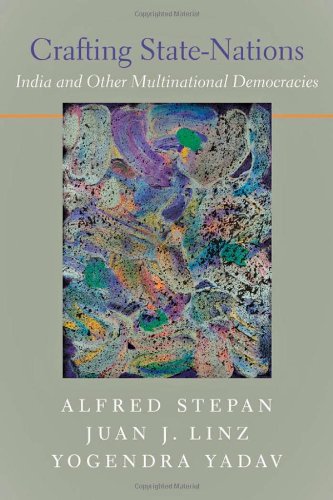 Crafting State-Nations
India and Other Multinational Democracies
ALFRED STEPAN
JUAN J. LINZ
YOGENDRA YADAV